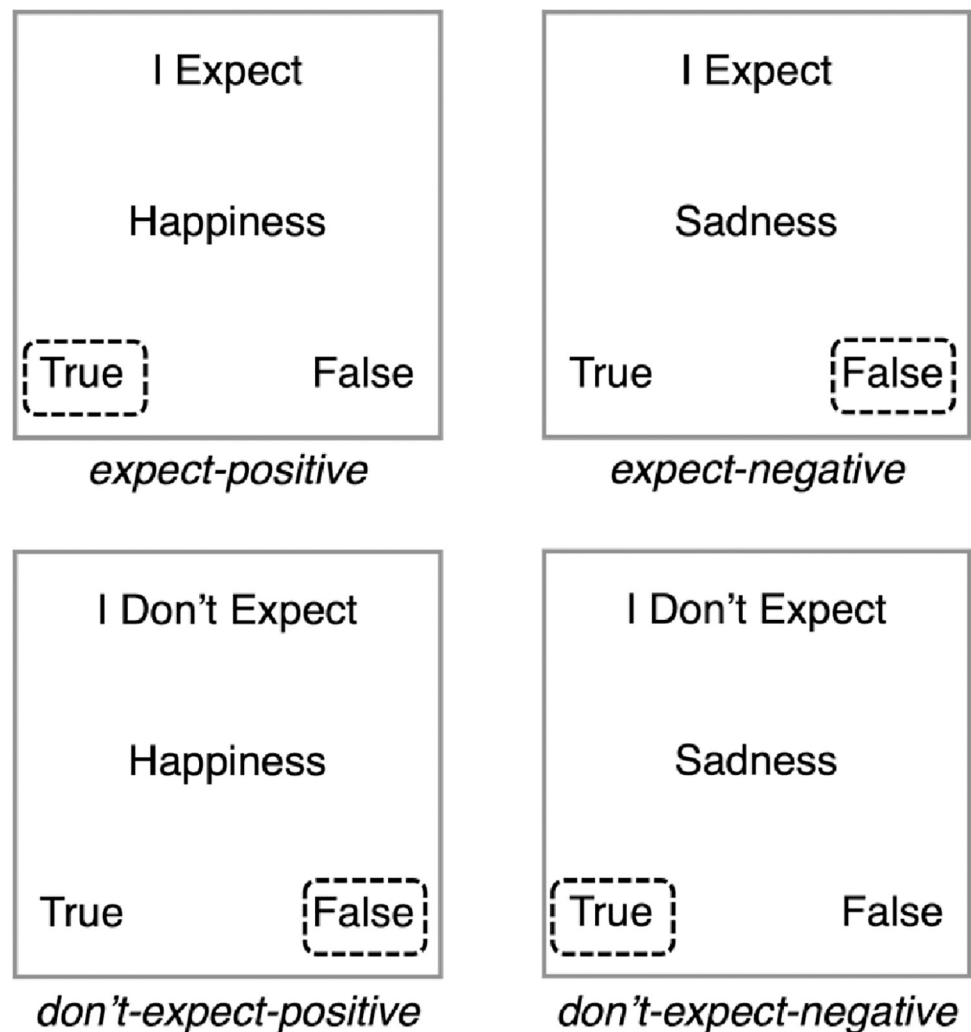 I Expect
Happiness
True False
expect-positive
I Expect
Sadness
True False
expect-negative
I Don't Expect
Happiness
True False
don't-expect-positive
I Don't Expect
Sadness
True False
don't-expect-negative